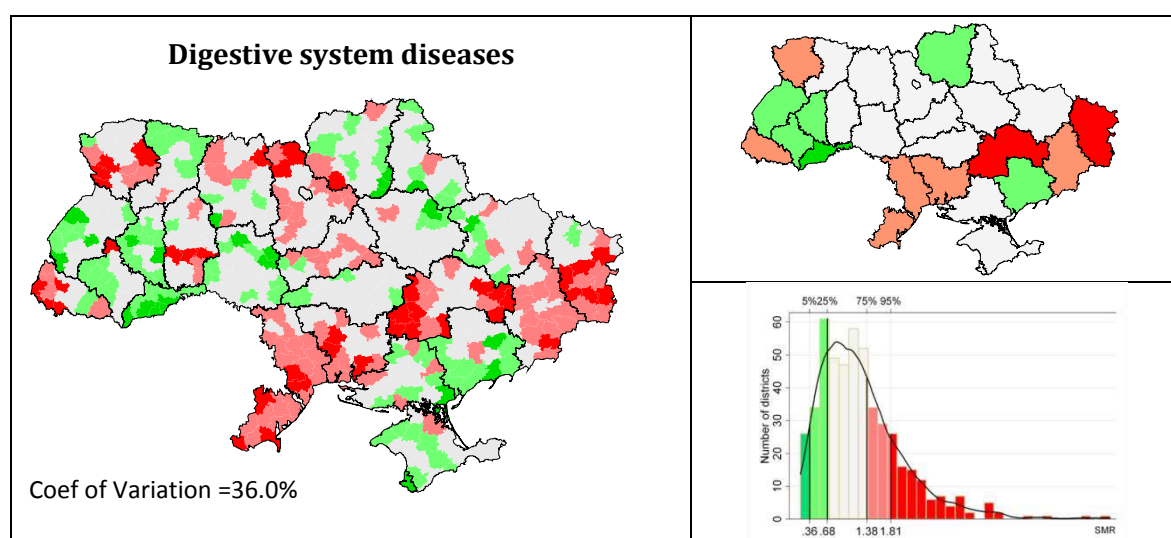 Digestive system diseases
Coef of Variation =36.0%
5% 25% 75% 95%
Number of districts
60
50
40
30
20
10
0
.36 .68 1.38 1.81 SMR